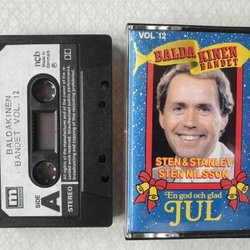 BALDAKINEN
BANDET VOL. 12
ncb
SIDE A
STEREO
VOL 12
BALDAKINEN
BANDET
STEN & STANLEY
STEN NILSSON
En god och glad
JUL